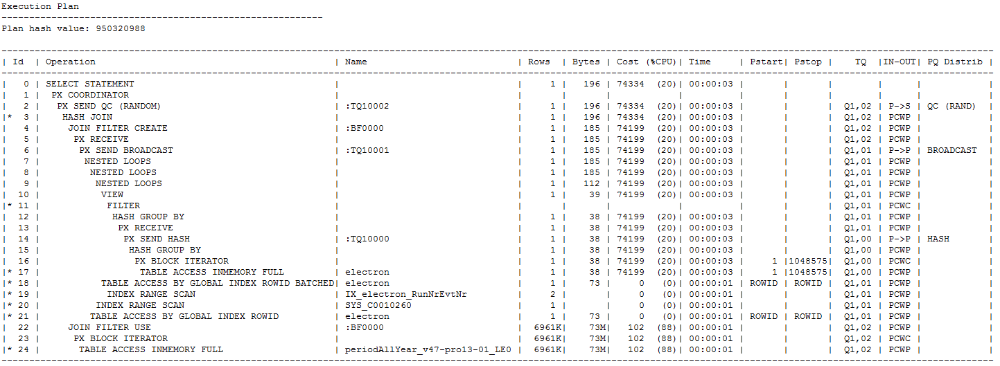 Execution Plan
----------------------------------------------------------
Plan hash value: 950320988
| Id | Operation | Name | Rows | Bytes | Cost (%CPU)| Time | Pstart| Pstop | TQ |IN-OUT| PQ Distrib |
| 0 | SELECT STATEMENT | | 1 | 196 | 74334 (20)| 00:00:03 | | | | | |
| 1 | PX COORDINATOR | | | | | | | | | | |
| 2 | PX SEND QC (RANDOM) | :TQ10002 | 1 | 196 | 74334 (20)| 00:00:03 | | | Q1,02 | P->S | QC (RAND) |
|* 3 | HASH JOIN | | 1 | 196 | 74334 (20)| 00:00:03 | | | Q1,02 | PCWP | |
| 4 | JOIN FILTER CREATE | :BF0000 | 1 | 185 | 74199 (20)| 00:00:03 | | | Q1,02 | PCWP | |
| 5 | PX RECEIVE | | 1 | 185 | 74199 (20)| 00:00:03 | | | Q1,02 | PCWP | |
| 6 | PX SEND BROADCAST | :TQ10001 | 1 | 185 | 74199 (20)| 00:00:03 | | | Q1,01 | P->P | BROADCAST |
| 7 | NESTED LOOPS | | 1 | 185 | 74199 (20)| 00:00:03 | | | Q1,01 | PCWP | |
| 8 | NESTED LOOPS | | 1 | 185 | 74199 (20)| 00:00:03 | | | Q1,01 | PCWP | |
| 9 | NESTED LOOPS | | 1 | 112 | 74199 (20)| 00:00:03 | | | Q1,01 | PCWP | |
| 10 | VIEW | | 1 | 39 | 74199 (20)| 00:00:03 | | | Q1,01 | PCWP | |
|* 11 | FILTER | | | | | | | | Q1,01 | PCWC | |
| 12 | HASH GROUP BY | | 1 | 38 | 74199 (20)| 00:00:03 | | | Q1,01 | PCWP | |
| 13 | PX RECEIVE | | 1 | 38 | 74199 (20)| 00:00:03 | | | Q1,01 | PCWP | |
| 14 | PX SEND HASH | :TQ10000 | 1 | 38 | 74199 (20)| 00:00:03 | | | Q1,00 | P->P | HASH |
| 15 | HASH GROUP BY | | 1 | 38 | 74199 (20)| 00:00:03 | | | Q1,00 | PCWP | |
| 16 | PX BLOCK ITERATOR | | 1 | 38 | 74199 (20)| 00:00:03 | 1 |1048575| Q1,00 | PCWC | |
|* 17 | TABLE ACCESS INMEMORY FULL | electron | 1 | 38 | 74199 (20)| 00:00:03 | 1 |1048575| Q1,00 | PCWP | |
|* 18 | TABLE ACCESS BY GLOBAL INDEX ROWID BATCHED| electron | 1 | 73 | 0 (0)| 00:00:01 | ROWID | ROWID | Q1,01 | PCWP | |
|* 19 | INDEX RANGE SCAN | IX_electron_RunNrEvtNr | 2 | | 0 (0)| 00:00:01 | | | Q1,01 | PCWP | |
|* 20 | INDEX RANGE SCAN | SYS_C0010260 | 1 | | 0 (0)| 00:00:01 | | | Q1,01 | PCWP | |
|* 21 | TABLE ACCESS BY GLOBAL INDEX ROWID | electron | 1 | 73 | 0 (0)| 00:00:01 | ROWID | ROWID | Q1,01 | PCWP | |
| 22 | JOIN FILTER USE | :BF0000 | 6961K| 73M| 102 (88)| 00:00:01 | | | Q1,02 | PCWP | |
| 23 | PX BLOCK ITERATOR | | 6961K| 73M| 102 (88)| 00:00:01 | | | Q1,02 | PCWC | |
|* 24 | TABLE ACCESS INMEMORY FULL | periodAllYear_v47-pro13-01_LE0 | 6961K| 73M| 102 (88)| 00:00:01 | | | Q1,02 | PCWP | |